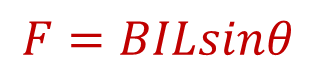 F = BILsinθ